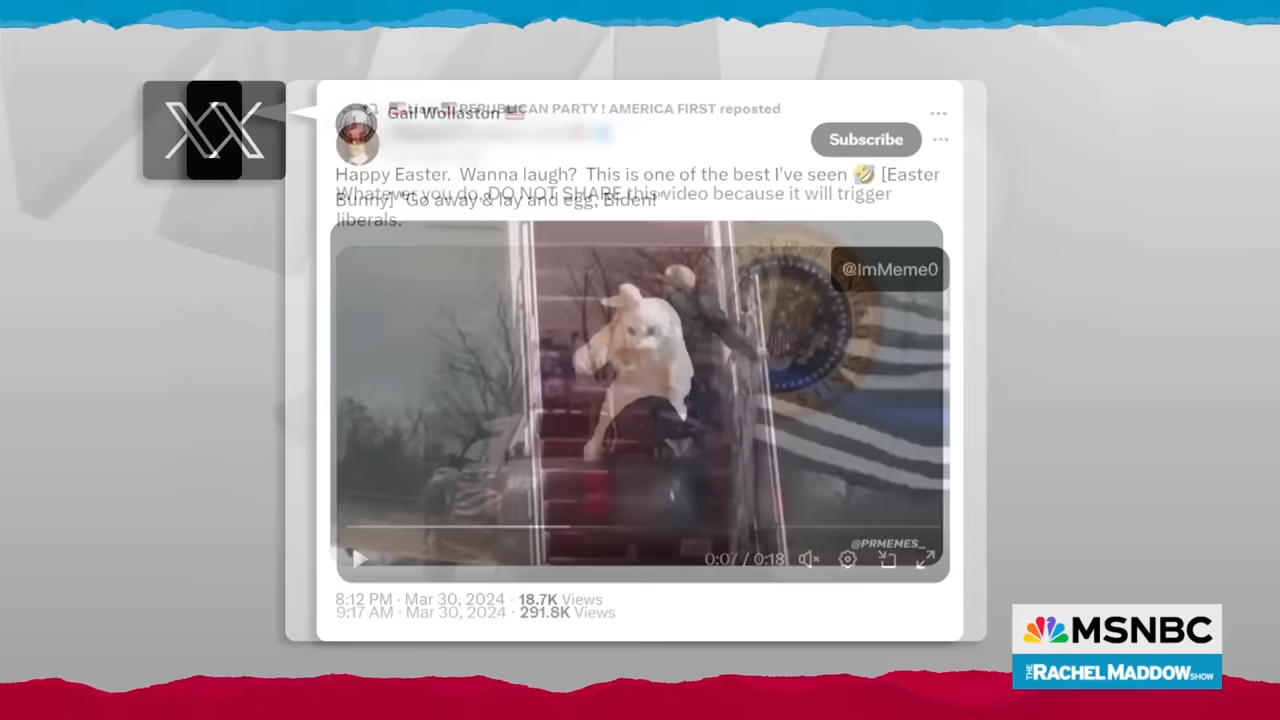 REPUBLICAN PARTY ! AMERICA FIRST reposted
Gail Wollaston
Subscribe
Happy Easter. Wanna laugh? This is one of the best I've seen 🤣 [Easter
Bunny] "Go away & lay and egg, Biden!"
Whatever you do, DO NOT SHARE this video because it will trigger
liberals.
@ImMeme0
@PRMEMES_
0:07 / 0:18
8:12 PM · Mar 30, 2024 · 18.7K Views
9:17 AM · Mar 30, 2024 · 291.8K Views
MSNBC
THE RACHEL MADDOW SHOW